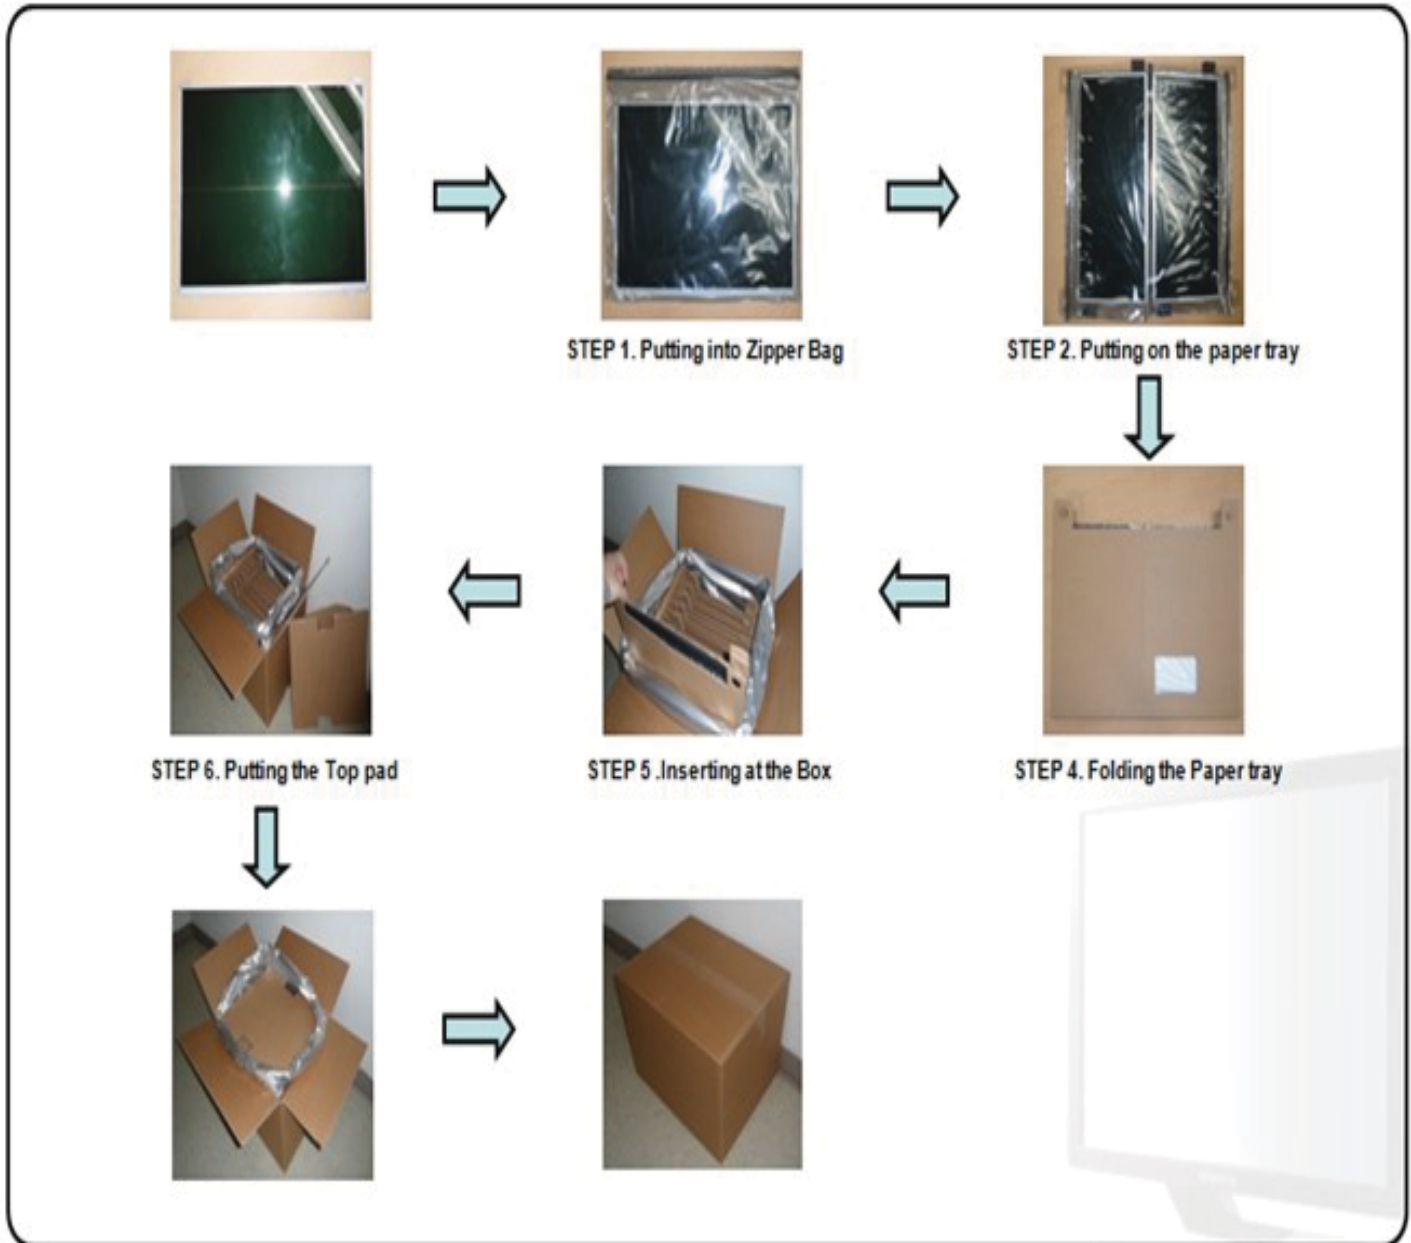 STEP 1. Putting into Zipper Bag
STEP 2. Putting on the paper tray
STEP 4. Folding the Paper tray
STEP 5 .Inserting at the Box
STEP 6. Putting the Top pad